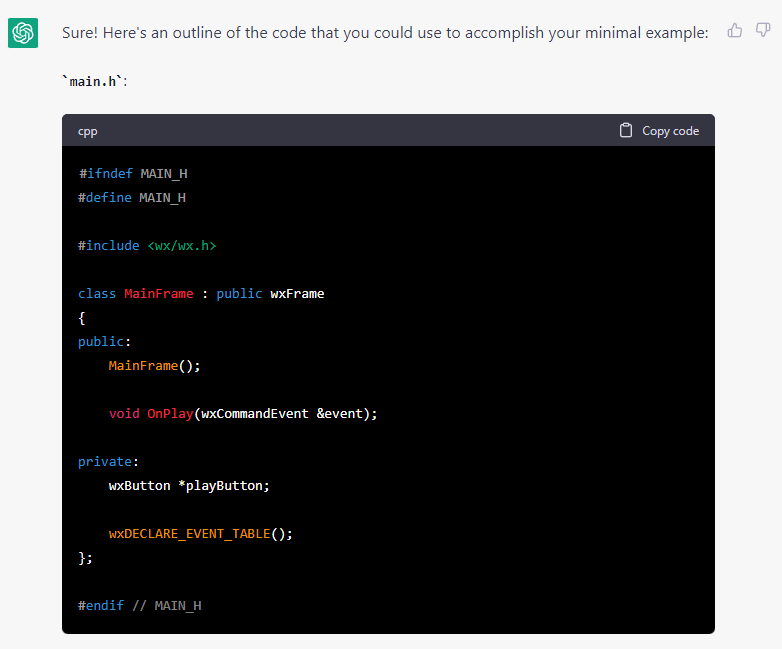 Sure! Here's an outline of the code that you could use to accomplish your minimal example:
`main.h`:
cpp
Copy code
#ifndef MAIN_H
#define MAIN_H
#include <wx/wx.h>
class MainFrame : public wxFrame
{
public:
    MainFrame();
    void OnPlay(wxCommandEvent &event);
private:
    wxButton *playButton;
    wxDECLARE_EVENT_TABLE();
};
#endif // MAIN_H